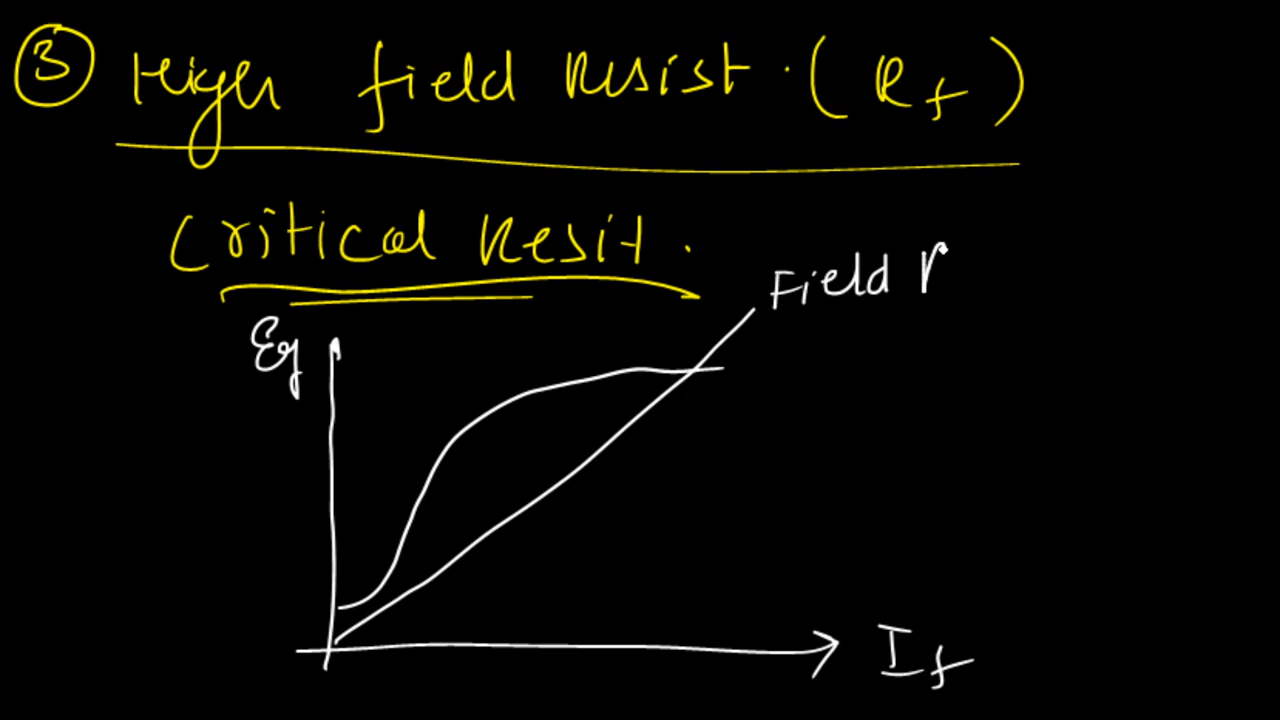 ③ High field Resist. (Rf)
Critical Resit.
Field r
Eg
If